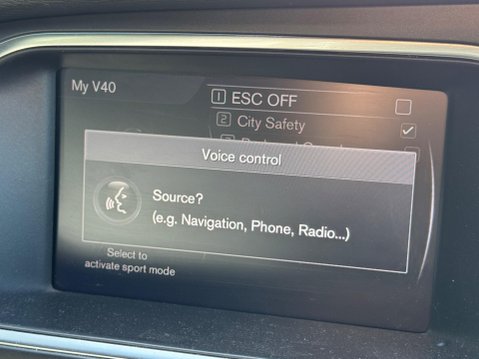 My V40
1 ESC OFF
2 City Safety
Voice control
Source?
(e.g. Navigation, Phone, Radio...)
Select to
activate sport mode